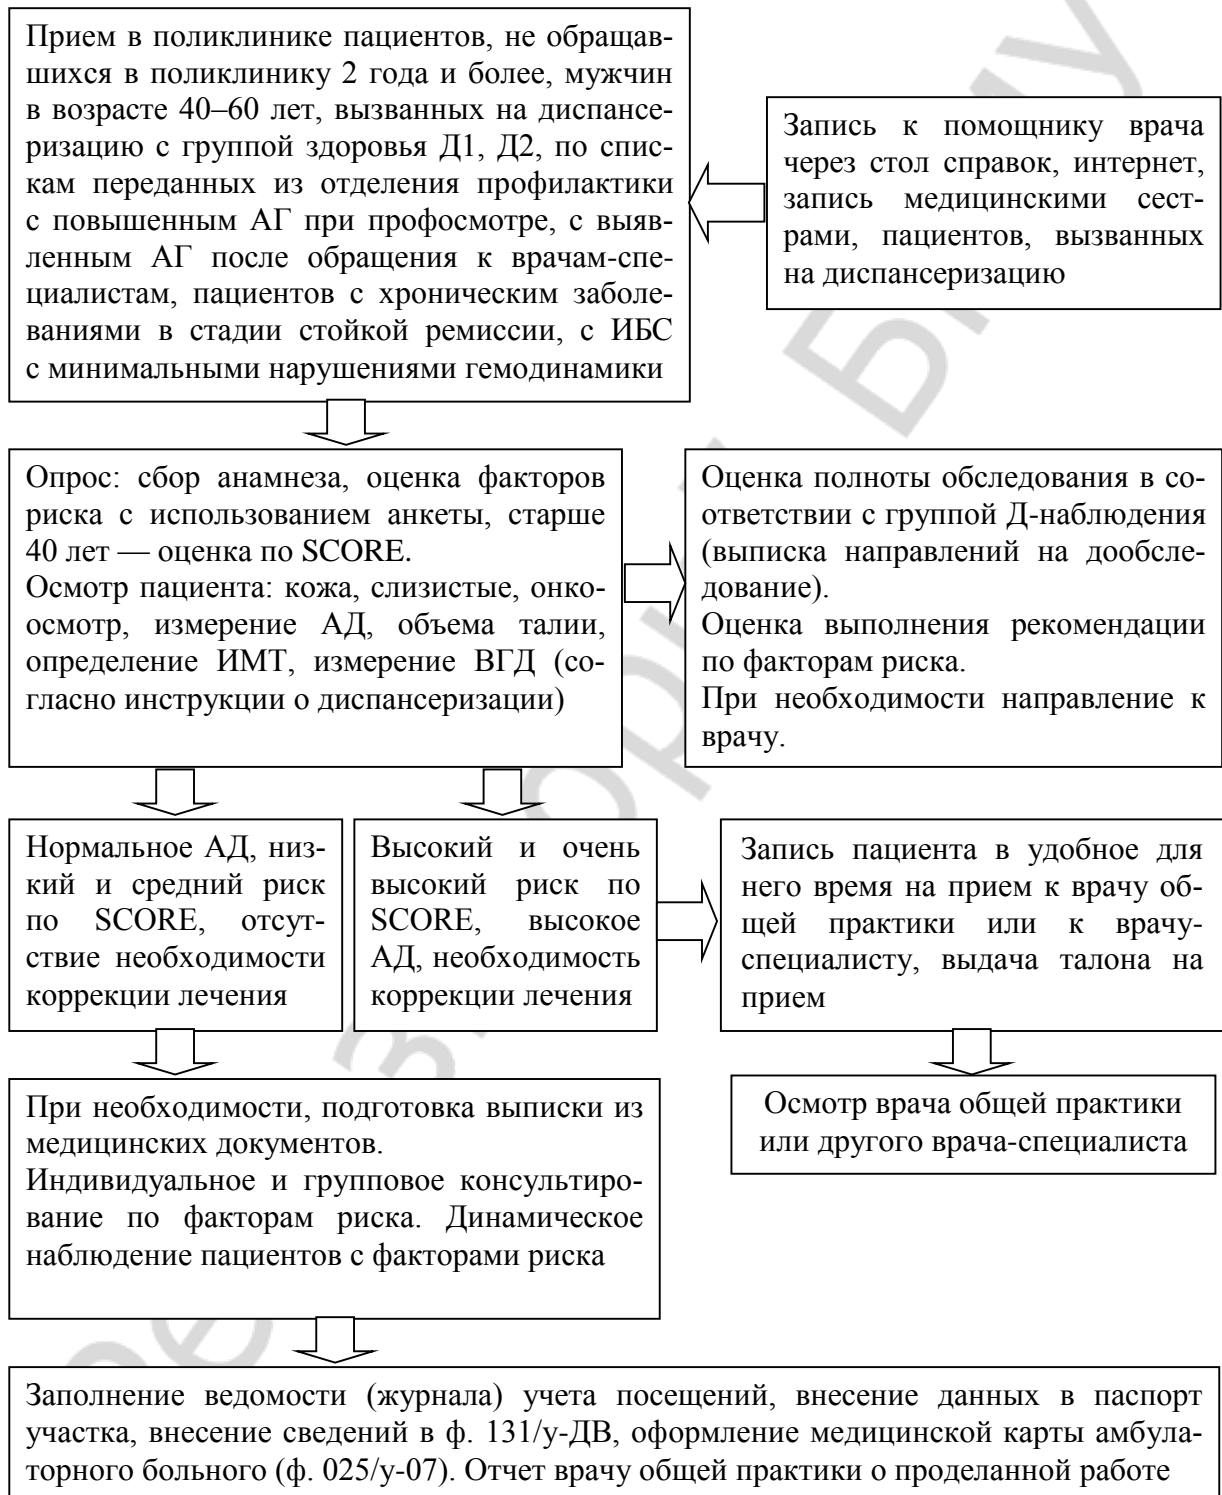 Прием в поликлинике пациентов, не обращав-
шихся в поликлинику 2 года и более, мужчин
в возрасте 40–60 лет, вызванных на диспансе-
ризацию с группой здоровья Д1, Д2, по спис-
кам переданных из отделения профилактики
с повышенным АГ при профосмотре, с выяв-
ленным АГ после обращения к врачам-спе-
циалистам, пациентов с хроническим заболе-
ваниями в стадии стойкой ремиссии, с ИБС
с минимальными нарушениями гемодинамики
Запись к помощнику врача
через стол справок, интернет,
запись медицинскими сест-
рами, пациентов, вызванных
на диспансеризацию
Опрос: сбор анамнеза, оценка факторов
риска с использованием анкеты, старше
40 лет — оценка по SCORE.
Осмотр пациента: кожа, слизистые, онко-
осмотр, измерение АД, объема талии,
определение ИМТ, измерение ВГД (со-
гласно инструкции о диспансеризации)
Оценка полноты обследования в со-
ответствии с группой Д-наблюдения
(выписка направлений на дообсле-
дование).
Оценка выполнения рекомендации
по факторам риска.
При необходимости направление к
врачу.
Нормальное АД, низ-
кий и средний риск
по SCORE, отсут-
ствие необходимости
коррекции лечения
Высокий и очень
высокий риск по
SCORE, высокое
АД, необходимость
коррекции лечения
Запись пациента в удобное для
него время на прием к врачу об-
щей практики или к врачу-
специалисту, выдача талона на
прием
При необходимости, подготовка выписки из
медицинских документов.
Индивидуальное и групповое консультиро-
вание по факторам риска. Динамическое
наблюдение пациентов с факторами риска
Осмотр врача общей практики
или другого врача-специалиста
Заполнение ведомости (журнала) учета посещений, внесение данных в паспорт
участка, внесение сведений в ф. 131/у-ДВ, оформление медицинской карты амбула-
торного больного (ф. 025/у-07). Отчет врачу общей практики о проделанной работе